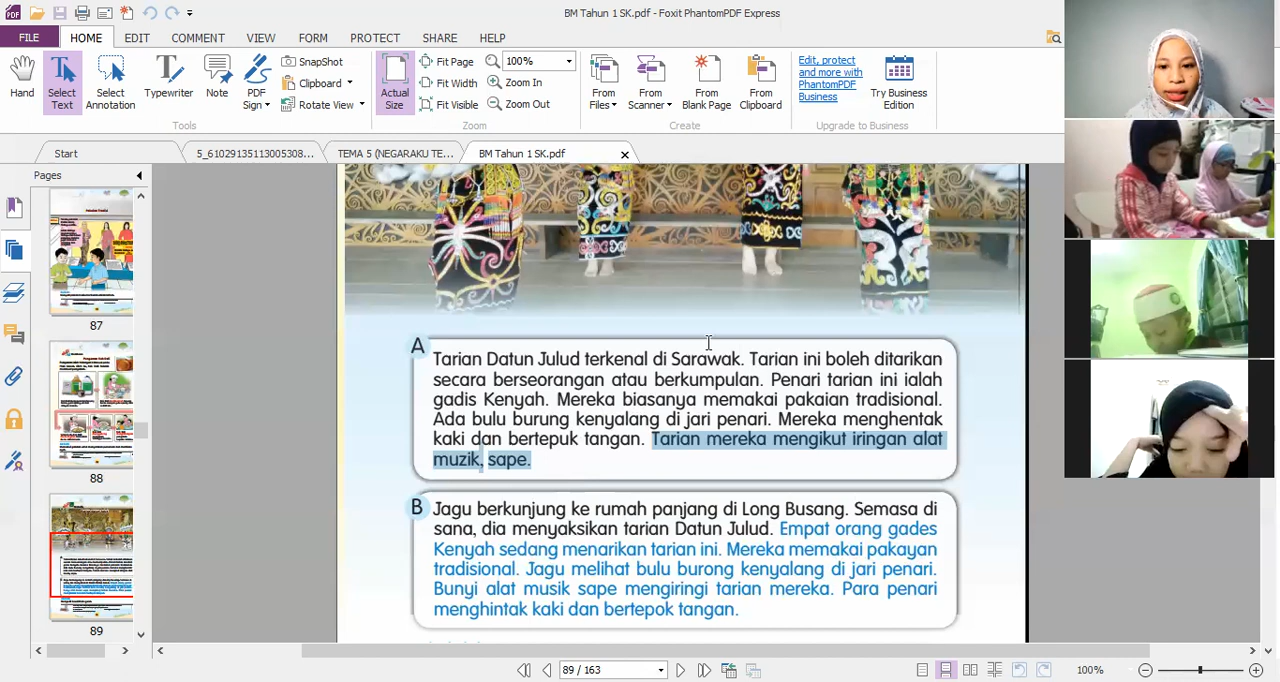 BM Tahun 1 SK.pdf - Foxit PhantomPDF Express
FILE HOME EDIT COMMENT VIEW FORM PROTECT SHARE HELP
Hand
Select Text
Select Annotation
SnapShot
Clipboard
Rotate View
Typewriter
Note
PDF Sign
Tools
Actual Size
Fit Page
Fit Width
Fit Visible
100%
Zoom In
Zoom Out
Zoom
From Files
From Scanner
From Blank Page
From Clipboard
Create
Edit, protect
and more with
PhantomPDF
Business
Try Business Edition
Upgrade to Business
Start
5_61029135113005308...
TEMA 5 (NEGARAKU TE...
BM Tahun 1 SK.pdf
Pages
87
88
89
A
Tarian Datun Julud terkenal di Sarawak. Tarian ini boleh ditarikan
secara berseorangan atau berkumpulan. Penari tarian ini ialah
gadis Kenyah. Mereka biasanya memakai pakaian tradisional.
Ada bulu burung kenyalang di jari penari. Mereka menghentak
kaki dan bertepuk tangan. Tarian mereka mengikut iringan alat
muzik, sape.
B
Jagu berkunjung ke rumah panjang di Long Busang. Semasa di
sana, dia menyaksikan tarian Datun Julud. Empat orang gades
Kenyah sedang menarikan tarian ini. Mereka memakai pakayan
tradisional. Jagu melihat bulu burong kenyalang di jari penari.
Bunyi alat musik sape mengiringi tarian mereka. Para penari
menghintak kaki dan bertepok tangan.
89 / 163
100%